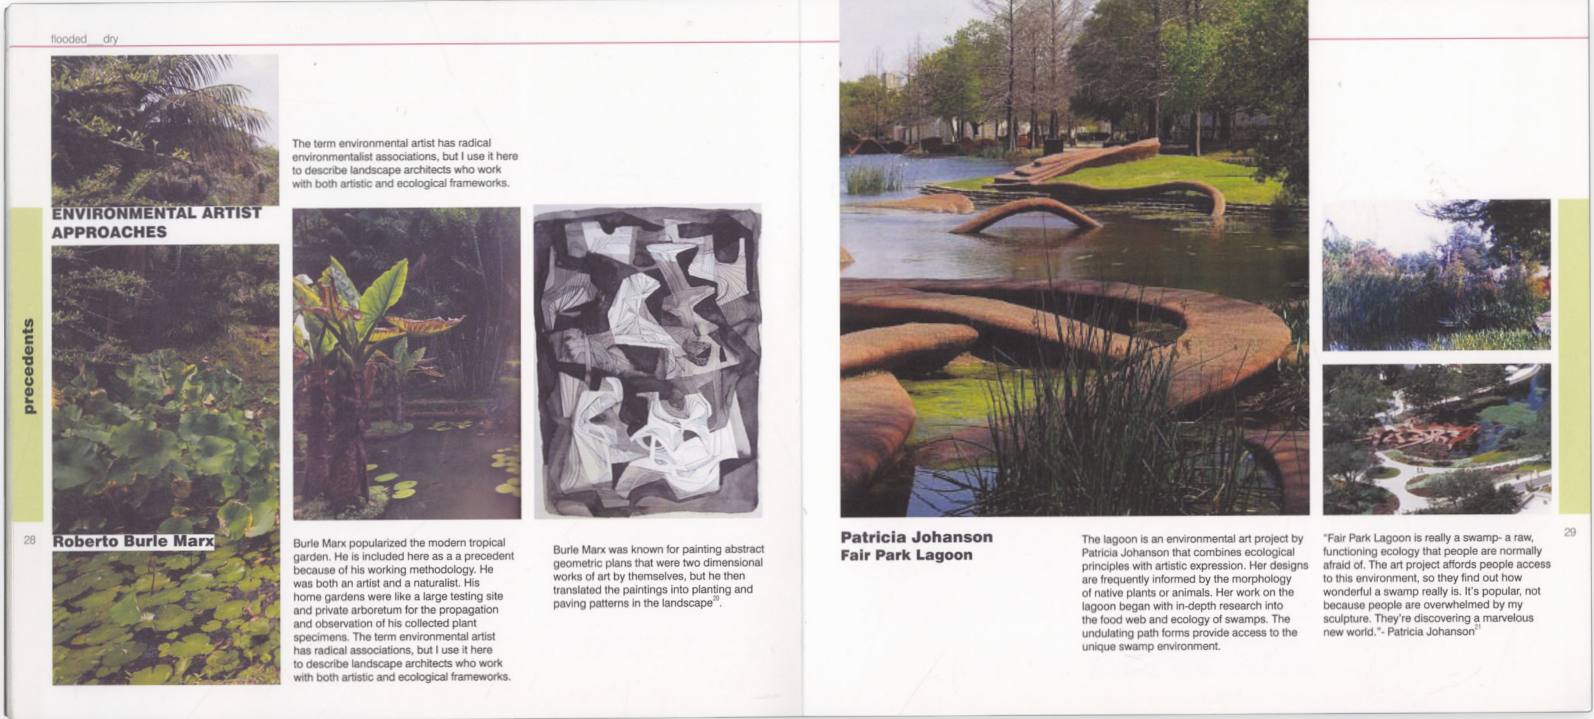 flooded__dry
The term environmental artist has radical
environmentalist associations, but I use it here
to describe landscape architects who work
with both artistic and ecological frameworks.
ENVIRONMENTAL ARTIST
APPROACHES
precedents
28
Roberto Burle Marx
Burle Marx popularized the modern tropical
garden. He is included here as a a precedent
because of his working methodology. He
was both an artist and a naturalist. His
home gardens were like a large testing site
and private arboretum for the propagation
and observation of his collected plant
specimens. The term environmental artist
has radical associations, but I use it here
to describe landscape architects who work
with both artistic and ecological frameworks.
Burle Marx was known for painting abstract
geometric plans that were two dimensional
works of art by themselves, but he then
translated the paintings into planting and
paving patterns in the landscape20.
Patricia Johanson
Fair Park Lagoon
The lagoon is an environmental art project by
Patricia Johanson that combines ecological
principles with artistic expression. Her designs
are frequently informed by the morphology
of native plants or animals. Her work on the
lagoon began with in-depth research into
the food web and ecology of swamps. The
undulating path forms provide access to the
unique swamp environment.
"Fair Park Lagoon is really a swamp- a raw,
functioning ecology that people are normally
afraid of. The art project affords people access
to this environment, so they find out how
wonderful a swamp really is. It's popular, not
because people are overwhelmed by my
sculpture. They're discovering a marvelous
new world."- Patricia Johanson21
29